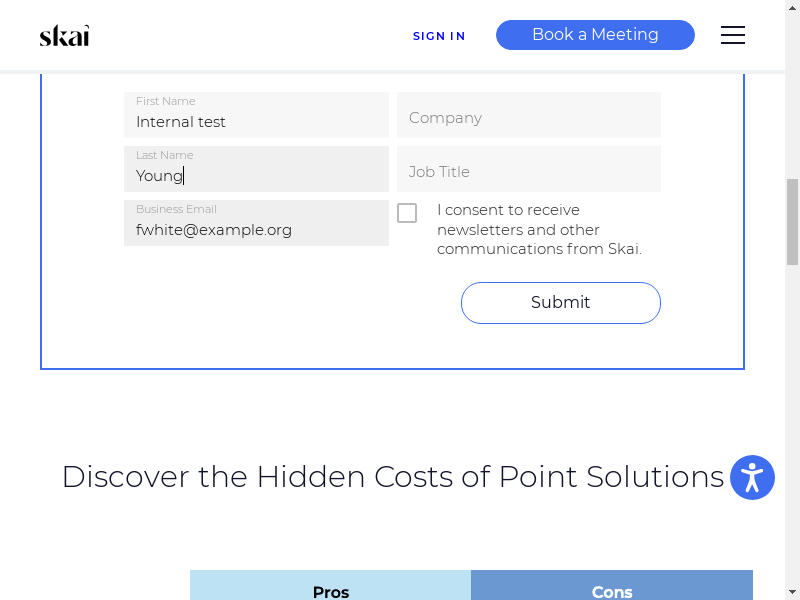 skai
SIGN IN
Book a Meeting
First Name
Internal test
Company
Last Name
Young
Job Title
Business Email
fwhite@example.org
I consent to receive
newsletters and other
communications from Skai.
Submit
Discover the Hidden Costs of Point Solutions
Pros
Cons